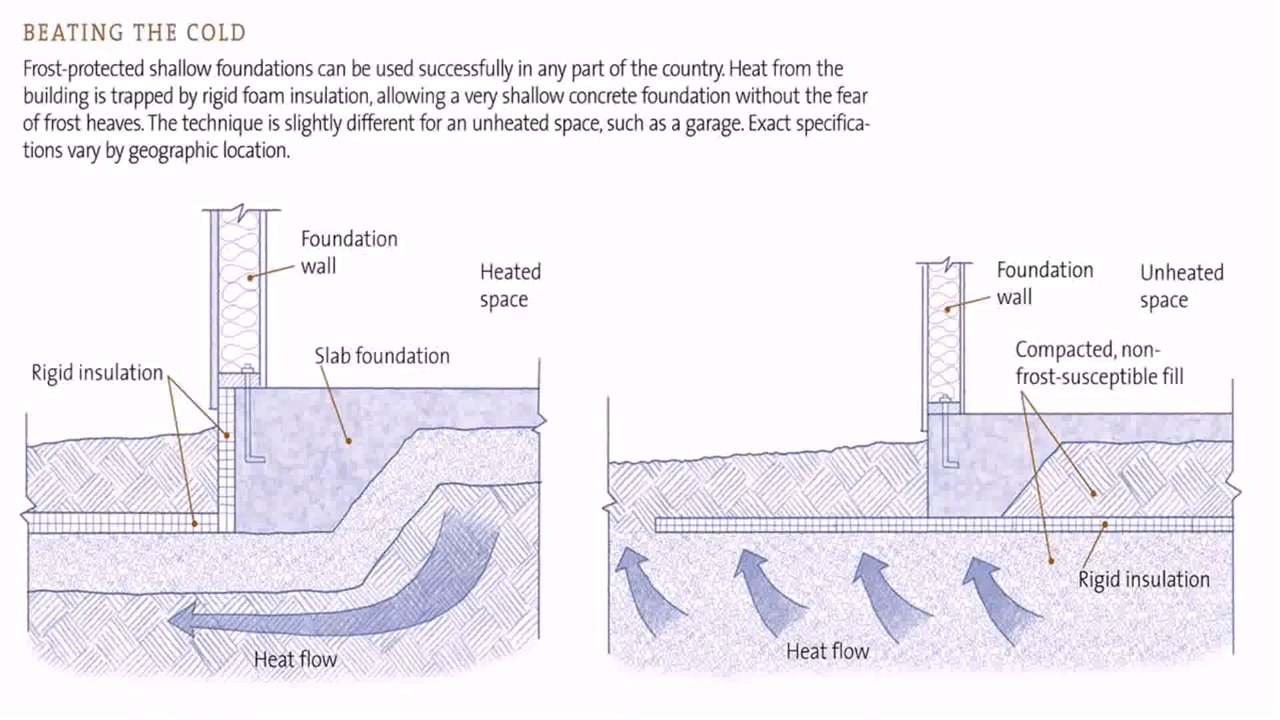 BEATING THE COLD
Frost-protected shallow foundations can be used successfully in any part of the country. Heat from the
building is trapped by rigid foam insulation, allowing a very shallow concrete foundation without the fear
of frost heaves. The technique is slightly different for an unheated space, such as a garage. Exact specifica-
tions vary by geographic location.
Foundation
wall
Heated
space
Slab foundation
Rigid insulation
Heat flow
Foundation
wall
Unheated
space
Compacted, non-
frost-susceptible fill
Rigid insulation
Heat flow